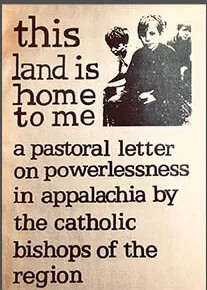 this
land is
home
to me
a pastoral letter
on powerlessness
in appalachia by
the catholic
bishops of the
region